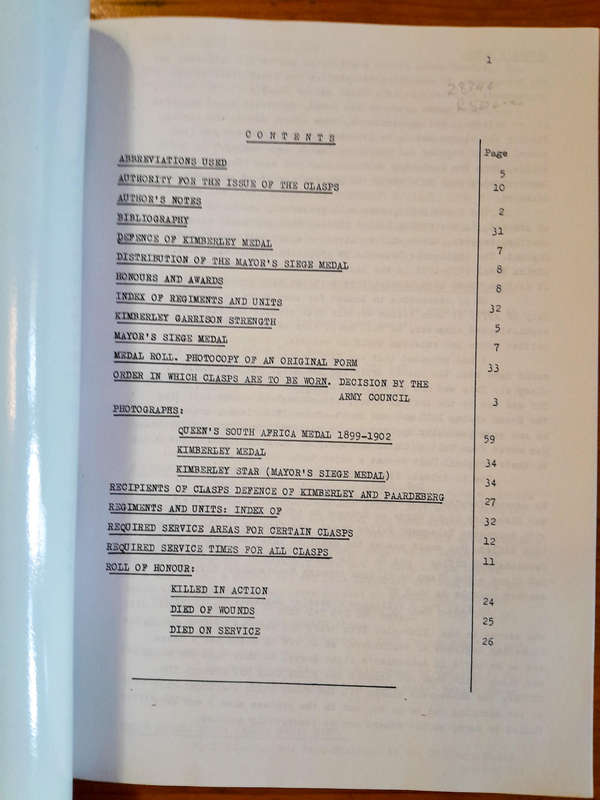 1
CONTENTS
Page
ABBREVIATIONS USED 5
AUTHORITY FOR THE ISSUE OF THE CLASPS 10
AUTHOR'S NOTES 2
BIBLIOGRAPHY 31
DEFENCE OF KIMBERLEY MEDAL 7
DISTRIBUTION OF THE MAYOR'S SIEGE MEDAL 8
HONOURS AND AWARDS 8
INDEX OF REGIMENTS AND UNITS 32
KIMBERLEY GARRISON STRENGTH 5
MAYOR'S SIEGE MEDAL 7
MEDAL ROLL. PHOTOCOPY OF AN ORIGINAL FORM 33
ORDER IN WHICH CLASPS ARE TO BE WORN. DECISION BY THE
ARMY COUNCIL 3
PHOTOGRAPHS:
QUEEN'S SOUTH AFRICA MEDAL 1899-1902 59
KIMBERLEY MEDAL 34
KIMBERLEY STAR (MAYOR'S SIEGE MEDAL) 34
RECIPIENTS OF CLASPS DEFENCE OF KIMBERLEY AND PAARDEBERG 27
REGIMENTS AND UNITS: INDEX OF 32
REQUIRED SERVICE AREAS FOR CERTAIN CLASPS 12
REQUIRED SERVICE TIMES FOR ALL CLASPS 11
ROLL OF HONOUR:
KILLED IN ACTION 24
DIED OF WOUNDS 25
DIED ON SERVICE 26